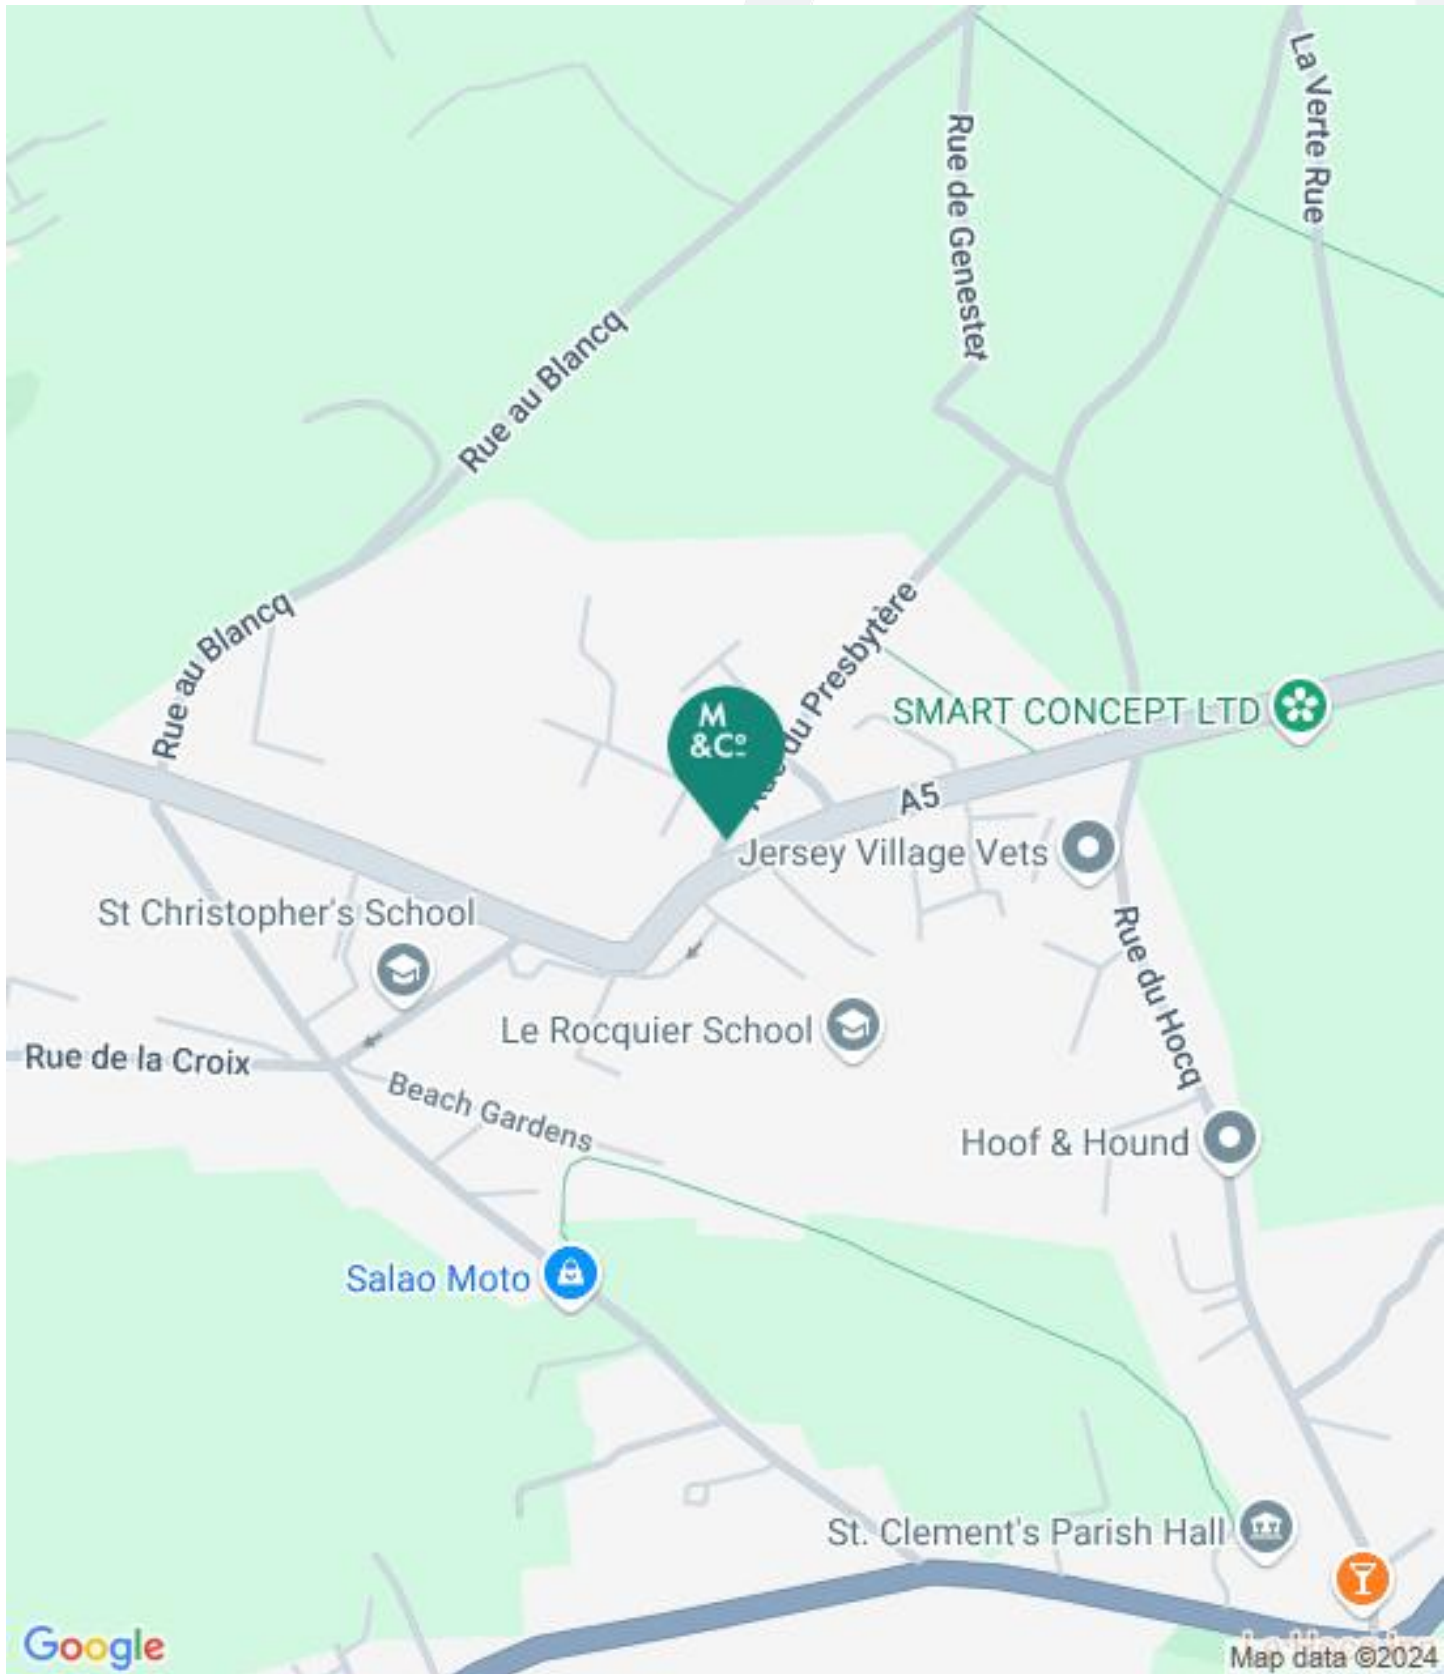 La Verte Rue
Rue de Genestet
Rue au Blancq
Rue au Blancq
Rue du Presbytère
SMART CONCEPT LTD
M
&Cº
A5
Jersey Village Vets
St Christopher's School
Rue du Hocq
Le Rocquier School
Rue de la Croix
Beach Gardens
Hoof & Hound
Salao Moto
St. Clement's Parish Hall
Google
Map data ©2024